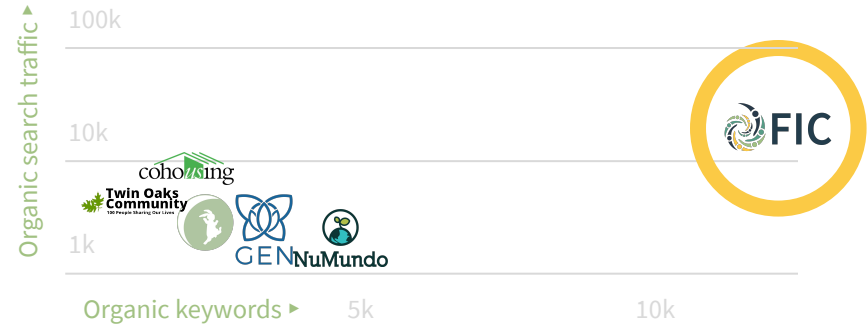 Organic search traffic
100k
10k
1k
cohousing
Twin Oaks
Community
100 People Sharing Our Lives
GEN
NuMundo
FIC
Organic keywords
5k
10k